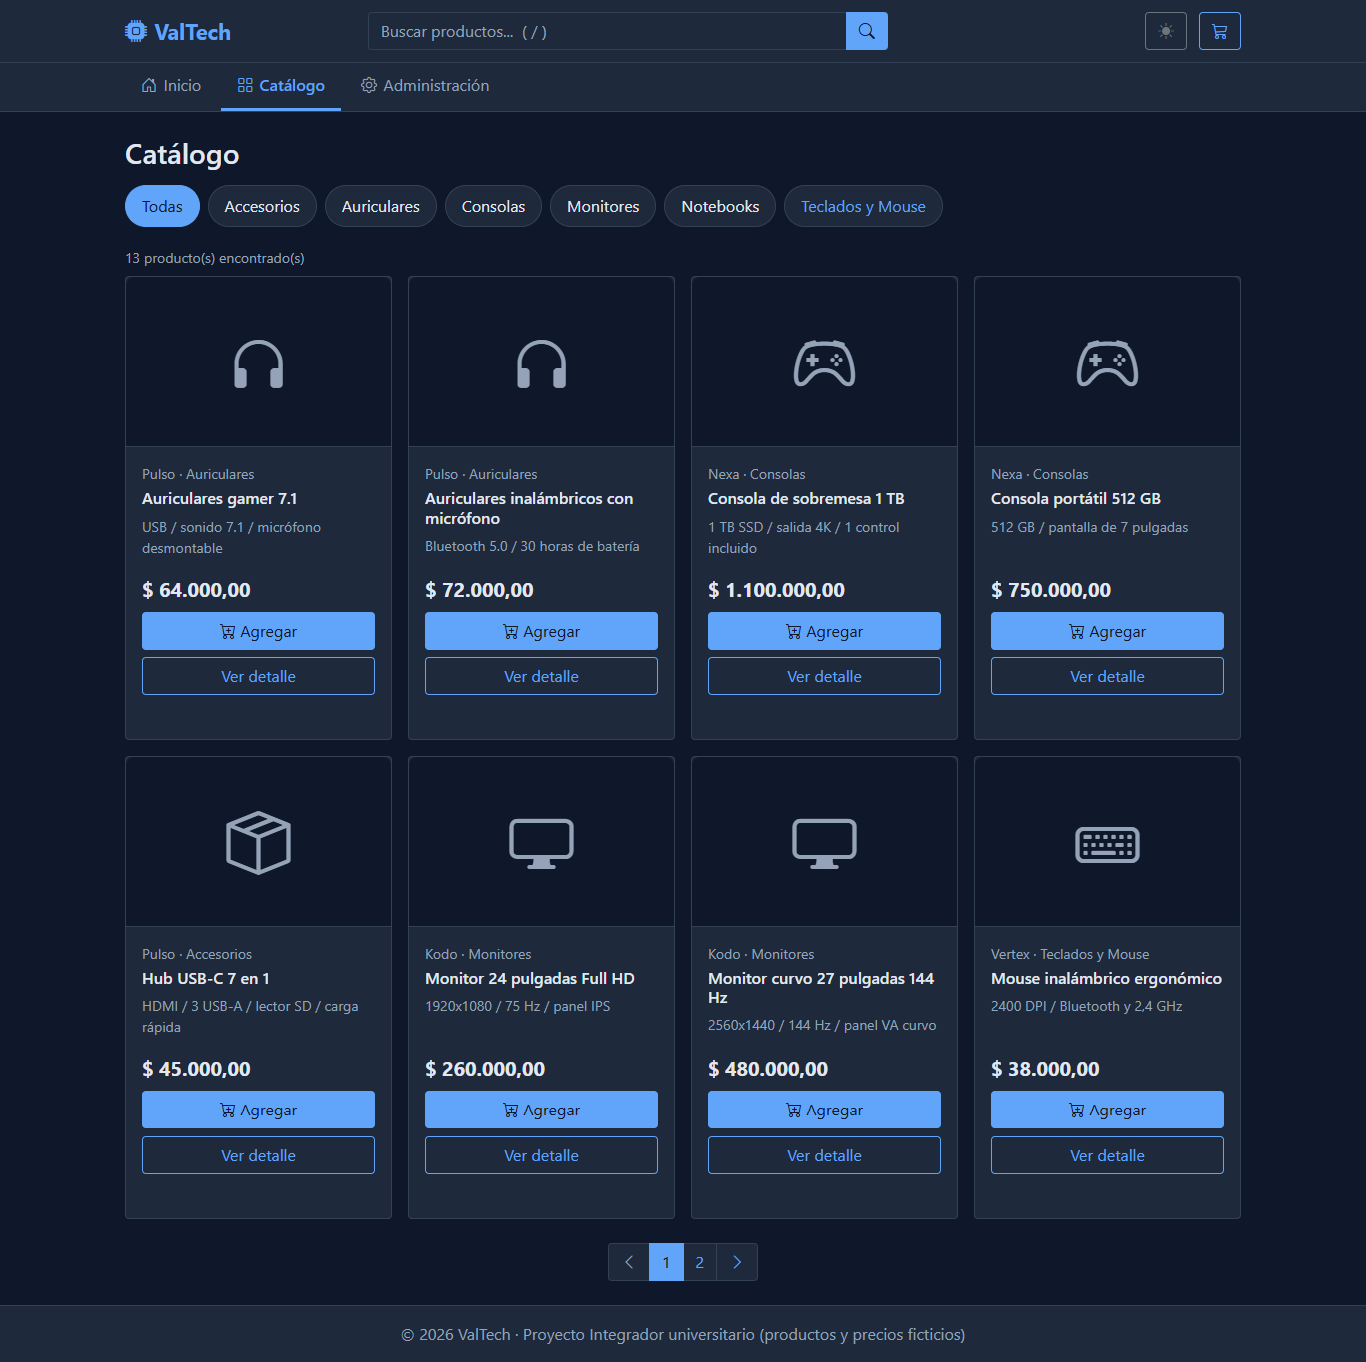 ValTech
Buscar productos... ( / )
Inicio
Catálogo
Administración
Catálogo
Todas
Accesorios
Auriculares
Consolas
Monitores
Notebooks
Teclados y Mouse
13 producto(s) encontrado(s)
Pulso · Auriculares
Auriculares gamer 7.1
USB / sonido 7.1 / micrófono
desmontable
$ 64.000,00
Agregar
Ver detalle
Pulso · Auriculares
Auriculares inalámbricos con
micrófono
Bluetooth 5.0 / 30 horas de batería
$ 72.000,00
Agregar
Ver detalle
Nexa · Consolas
Consola de sobremesa 1 TB
1 TB SSD / salida 4K / 1 control
incluido
$ 1.100.000,00
Agregar
Ver detalle
Nexa · Consolas
Consola portátil 512 GB
512 GB / pantalla de 7 pulgadas
$ 750.000,00
Agregar
Ver detalle
Pulso · Accesorios
Hub USB-C 7 en 1
HDMI / 3 USB-A / lector SD / carga
rápida
$ 45.000,00
Agregar
Ver detalle
Kodo · Monitores
Monitor 24 pulgadas Full HD
1920x1080 / 75 Hz / panel IPS
$ 260.000,00
Agregar
Ver detalle
Kodo · Monitores
Monitor curvo 27 pulgadas 144
Hz
2560x1440 / 144 Hz / panel VA curvo
$ 480.000,00
Agregar
Ver detalle
Vertex · Teclados y Mouse
Mouse inalámbrico ergonómico
2400 DPI / Bluetooth y 2,4 GHz
$ 38.000,00
Agregar
Ver detalle
1
2
© 2026 ValTech · Proyecto Integrador universitario (productos y precios ficticios)